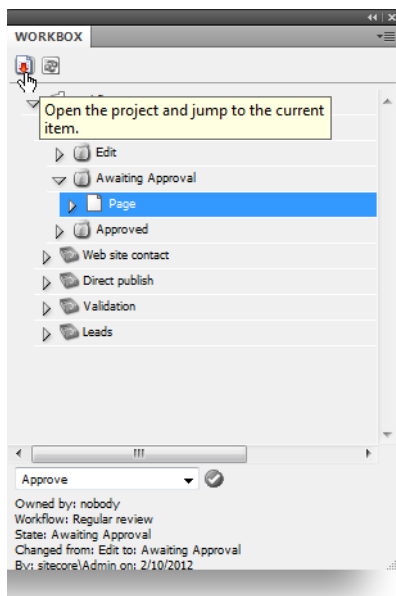 WORKBOX
Open the project and jump to the current
item.
Edit
Awaiting Approval
Page
Approved
Web site contact
Direct publish
Validation
Leads
Approve
Owned by: nobody
Workflow: Regular review
State: Awaiting Approval
Changed from: Edit to: Awaiting Approval
By: sitecore\Admin on: 2/10/2012